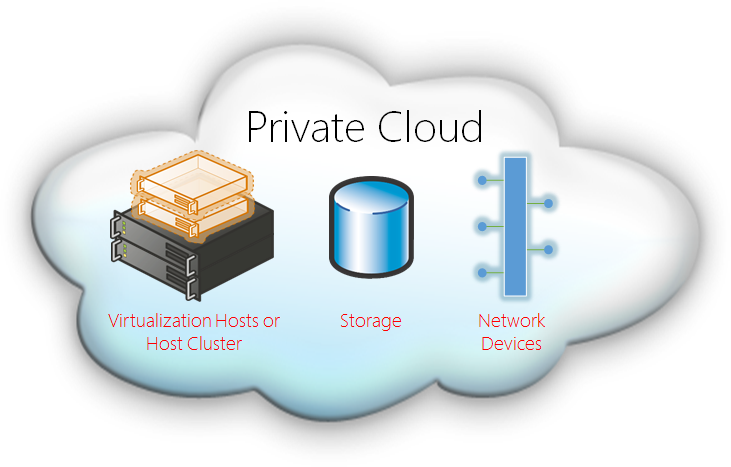 Private Cloud
Virtualization Hosts or
Host Cluster
Storage
Network
Devices